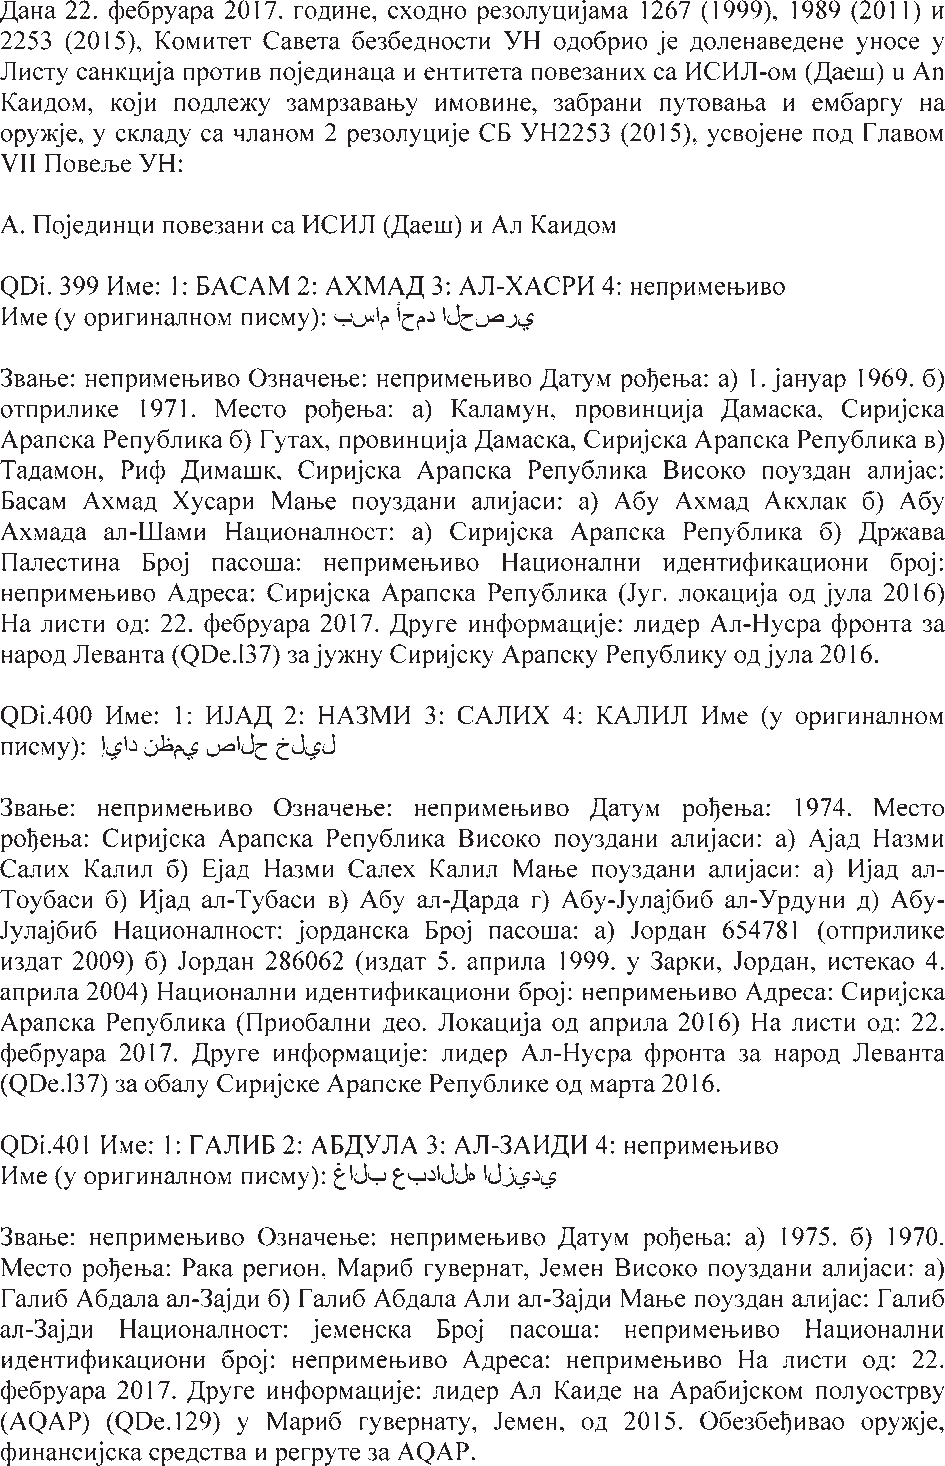 Дана 22. фебруара 2017. године, сходно резолуцијама 1267 (1999), 1989 (2011) и
2253 (2015), Комитет Савета безбедности УН одобрио је доленаведене уносе у
Листу санкција против појединаца и ентитета повезаних са ИСИЛ-ом (Даеш) u An
Каидом, који подлежу замрзавању имовине, забрани путовања и ембаргу на
оружје, у складу са чланом 2 резолуције СБ УН2253 (2015), усвојене под Главом
VII Повеље УН:
А. Појединци повезани са ИСИЛ (Даеш) и Ал Каидом
QDi. 399 Име: 1: БАСАМ 2: АХМАД 3: АЛ-ХАСРИ 4: непримењиво
Име (у оригиналном писму): بسام أحمد الحصري
Звање: непримењиво Означење: непримењиво Датум рођења: а) 1. јануар 1969. б)
отприлике 1971. Место рођења: а) Каламун, провинција Дамаска, Сиријска
Арапска Република б) Гутах, провинција Дамаска, Сиријска Арапска Република в)
Тадамон, Риф Димашк, Сиријска Арапска Република Високо поуздан алијас:
Басам Ахмад Хусари Мање поуздани алијаси: а) Абу Ахмад Акхлак б) Абу
Ахмада ал-Шами Националност: а) Сиријска Арапска Република б) Држава
Палестина Број пасоша: непримењиво Национални идентификациони број:
непримењиво Адреса: Сиријска Арапска Република (Југ. локација од јула 2016)
На листи од: 22. фебруара 2017. Друге информације: лидер Ал-Нусра фронта за
народ Леванта (QDe.l37) за јужну Сиријску Арапску Републику од јула 2016.
QDi.400 Име: 1: ИЈАД 2: НАЗМИ 3: САЛИХ 4: КАЛИЛ Име (у оригиналном
писму): إياد نظمي صالح خليل
Звање: непримењиво Означење: непримењиво Датум рођења: 1974. Место
рођења: Сиријска Арапска Република Високо поуздани алијаси: а) Ајад Назми
Салих Калил б) Ејад Назми Салех Калил Мање поуздани алијаси: а) Ијад ал-
Тоубаси б) Ијад ал-Тубаси в) Абу ал-Дарда г) Абу-Јулајбиб ал-Урдуни д) Абу-
Јулајбиб Националност: јорданска Број пасоша: а) Јордан 654781 (отприлике
издат 2009) б) Јордан 286062 (издат 5. априла 1999. у Зарки, Јордан, истекао 4.
априла 2004) Национални идентификациони број: непримењиво Адреса: Сиријска
Арапска Република (Приобални део. Локација од априла 2016) На листи од: 22.
фебруара 2017. Друге информације: лидер Ал-Нусра фронта за народ Леванта
(QDe.l37) за обалу Сиријске Арапске Републике од марта 2016.
QDi.401 Име: 1: ГАЛИБ 2: АБДУЛА 3: АЛ-ЗАИДИ 4: непримењиво
Име (у оригиналном писму): غالب عبدالله الزيدي
Звање: непримењиво Означење: непримењиво Датум рођења: а) 1975. б) 1970.
Место рођења: Рака регион, Мариб гувернат, Јемен Високо поуздани алијаси: а)
Галиб Абдала ал-Зајди б) Галиб Абдала Али ал-Зајди Мање поуздан алијас: Галиб
ал-Зајди Националност: јеменска Број пасоша: непримењиво Национални
идентификациони број: непримењиво Адреса: непримењиво На листи од: 22.
фебруара 2017. Друге информације: лидер Ал Каиде на Арабијском полуострву
(AQAP) (QDe.129) у Мариб гувернату, Јемен, од 2015. Обезбеђивао оружје,
финансијска средства и регруте за AQAP.